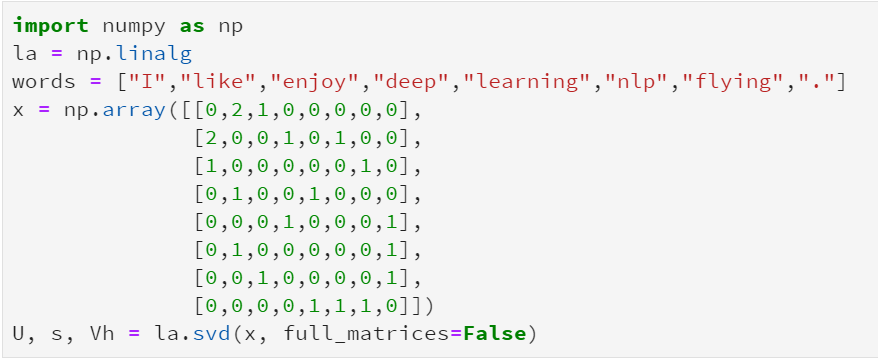 import numpy as np
la = np.linalg
words = ["I","like","enjoy","deep","learning","nlp","flying","."]
x = np.array([[0,2,1,0,0,0,0,0],
              [2,0,0,1,0,1,0,0],
              [1,0,0,0,0,0,1,0],
              [0,1,0,0,1,0,0,0],
              [0,0,0,1,0,0,0,1],
              [0,1,0,0,0,0,0,1],
              [0,0,1,0,0,0,0,1],
              [0,0,0,0,1,1,1,0]])
U, s, Vh = la.svd(x, full_matrices=False)